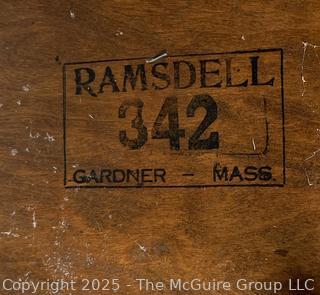 RAMSDELL
342
GARDNER - MASS.
©Copyright 2025 - The McGuire Group LLC